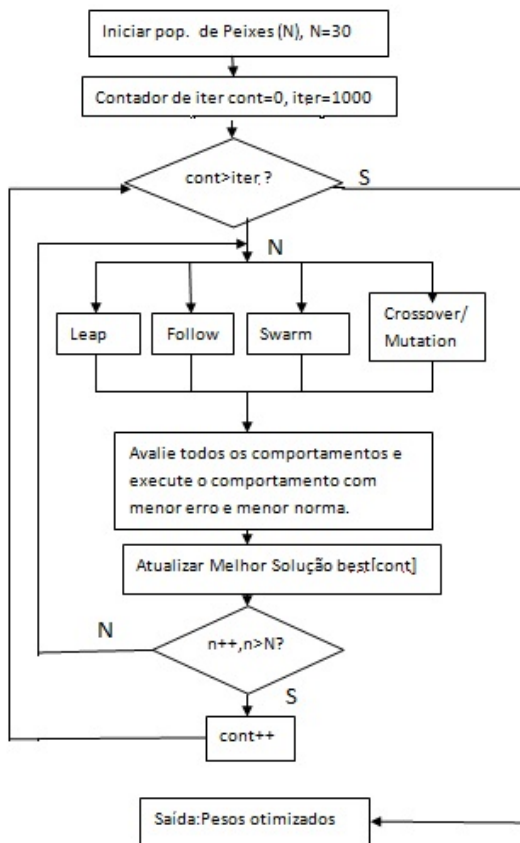 Iniciar pop. de Peixes (N), N=30
Contador de iter cont=0, iter=1000
cont>iter ?
S
N
Leap
Follow
Swarm
Crossover/
Mutation
Avalie todos os comportamentos e
execute o comportamento com
menor erro e menor norma.
Atualizar Melhor Solução best[cont]
N
n++,n>N?
S
cont++
Saída:Pesos otimizados